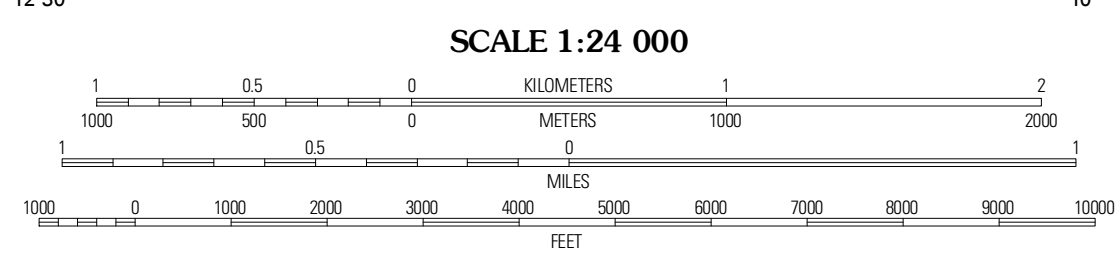 12'30" 10'
SCALE 1:24 000
1 0.5 0 KILOMETERS 1 2
1000 500 0 METERS 1000 2000
1 0.5 0 1
MILES
1000 0 1000 2000 3000 4000 5000 6000 7000 8000 9000 10000
FEET